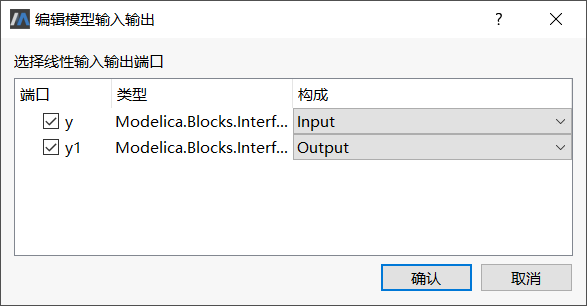 编辑模型输入输出
选择线性输入输出端口
端口 类型 构成
y Modelica.Blocks.Interf... Input
y1 Modelica.Blocks.Interf... Output
确认 取消